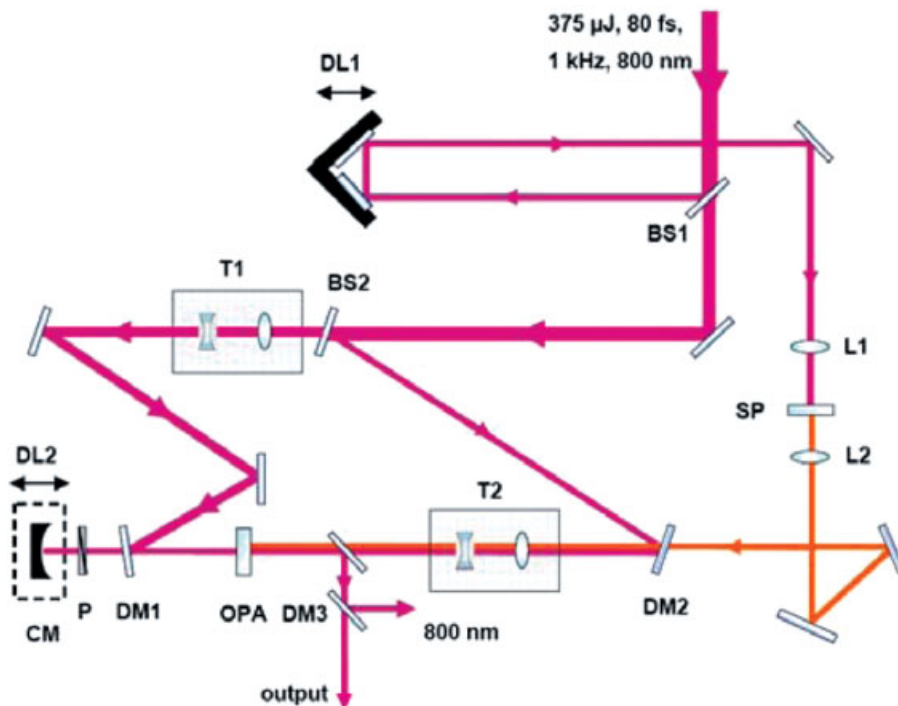 375 µJ, 80 fs,
1 kHz, 800 nm
DL1
BS1
T1
BS2
L1
SP
L2
DL2
T2
P
DM1
OPA
DM3
DM2
CM
800 nm
output